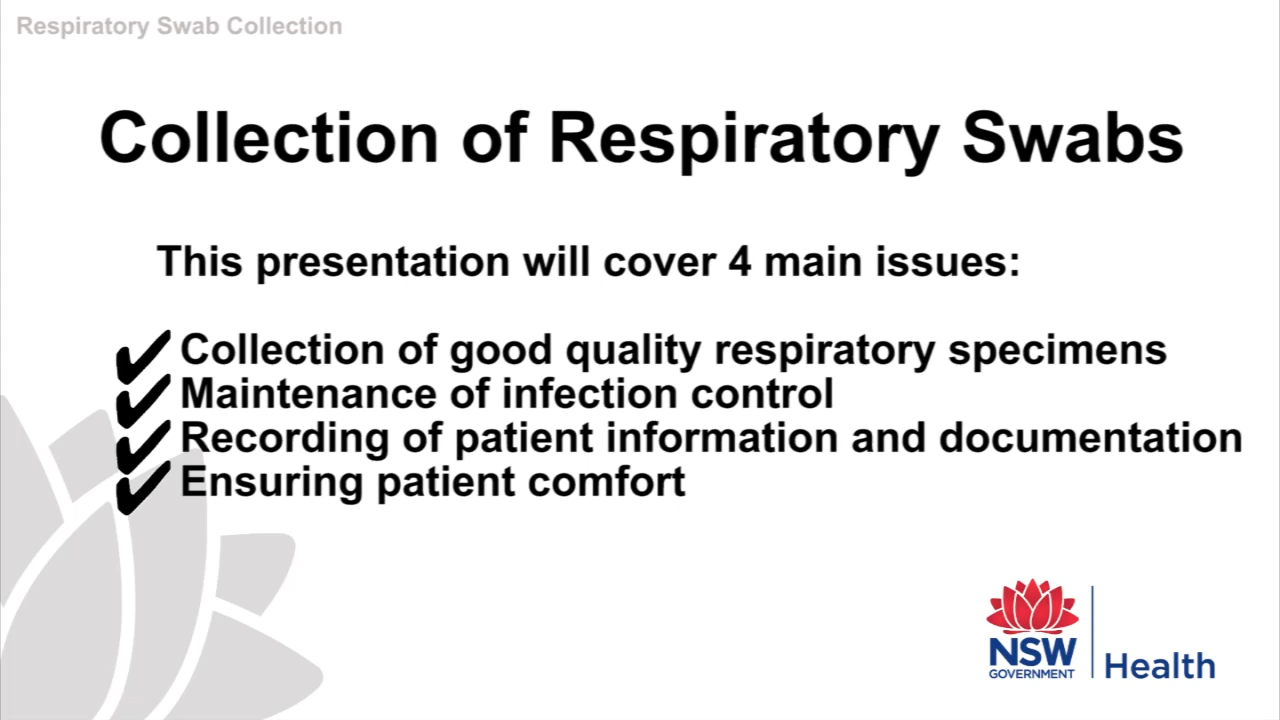 Respiratory Swab Collection
Collection of Respiratory Swabs
This presentation will cover 4 main issues:
Collection of good quality respiratory specimens
Maintenance of infection control
Recording of patient information and documentation
Ensuring patient comfort
NSW
GOVERNMENT
Health